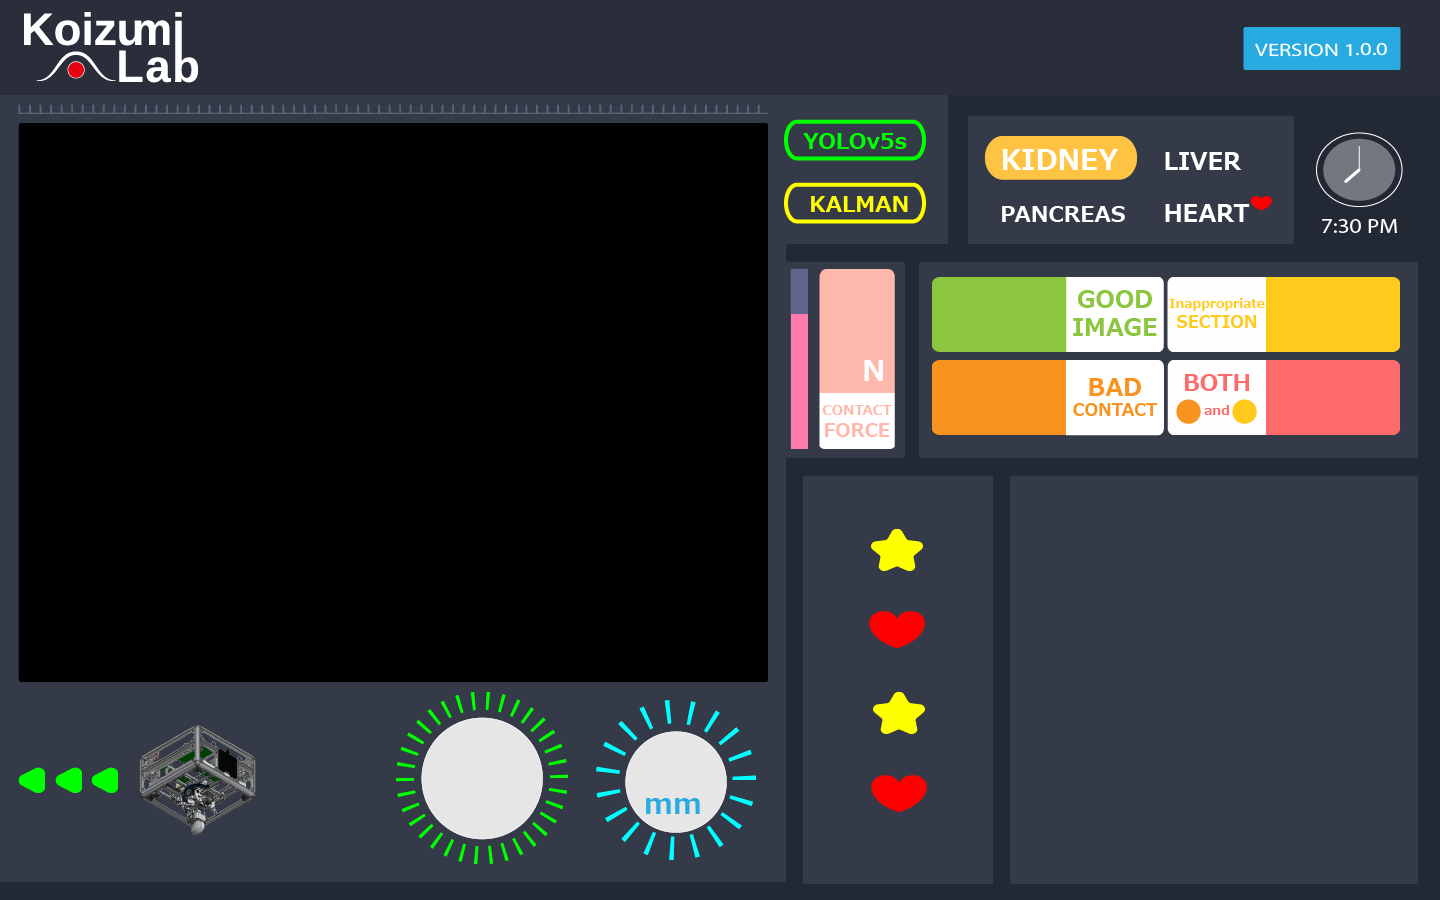 Koizumi
Lab
VERSION 1.0.0
YOLOv5s
KALMAN
KIDNEY
LIVER
PANCREAS
HEART
7:30 PM
N
CONTACT
FORCE
GOOD
IMAGE
Inappropriate
SECTION
BAD
CONTACT
BOTH
and
mm